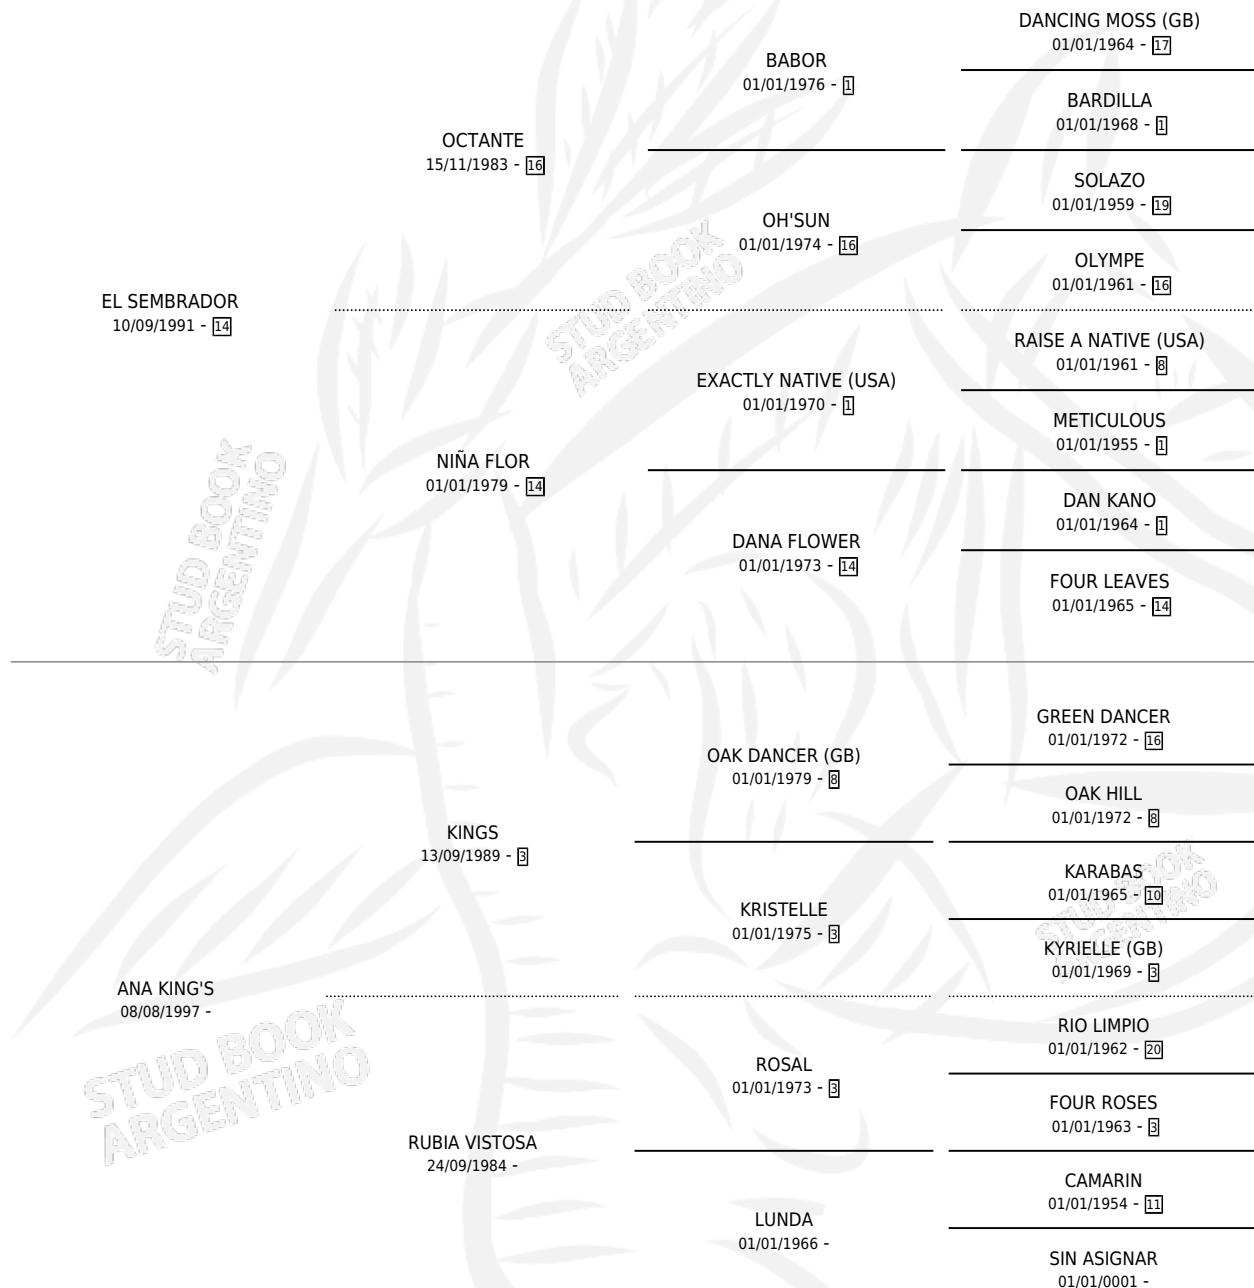 DANCING MOSS (GB)
01/01/1964 - 17
BABOR
01/01/1976 - 1
BARDILLA
01/01/1968 - 1
OCTANTE
15/11/1983 - 16
SOLAZO
01/01/1959 - 19
OH'SUN
01/01/1974 - 16
OLYMPE
01/01/1961 - 16
EL SEMBRADOR
10/09/1991 - 14
RAISE A NATIVE (USA)
01/01/1961 - 8
EXACTLY NATIVE (USA)
01/01/1970 - 1
METICULOUS
01/01/1955 - 1
NIÑA FLOR
01/01/1979 - 14
DAN KANO
01/01/1964 - 1
DANA FLOWER
01/01/1973 - 14
FOUR LEAVES
01/01/1965 - 14
GREEN DANCER
01/01/1972 - 16
OAK DANCER (GB)
01/01/1979 - 8
OAK HILL
01/01/1972 - 8
KINGS
13/09/1989 - 3
KARABAS
01/01/1965 - 10
KRISTELLE
01/01/1975 - 3
KYRIELLE (GB)
01/01/1969 - 3
ANA KING'S
08/08/1997 -
RIO LIMPIO
01/01/1962 - 20
ROSAL
01/01/1973 - 3
FOUR ROSES
01/01/1963 - 3
RUBIA VISTOSA
24/09/1984 -
CAMARIN
01/01/1954 - 11
LUNDA
01/01/1966 -
SIN ASIGNAR
01/01/0001 -
STUD BOOK
ARGENTINO
STUD BOOK
ARGENTINO
STUD BOOK
ARGENTINO
STUD BOOK
ARGENTINO